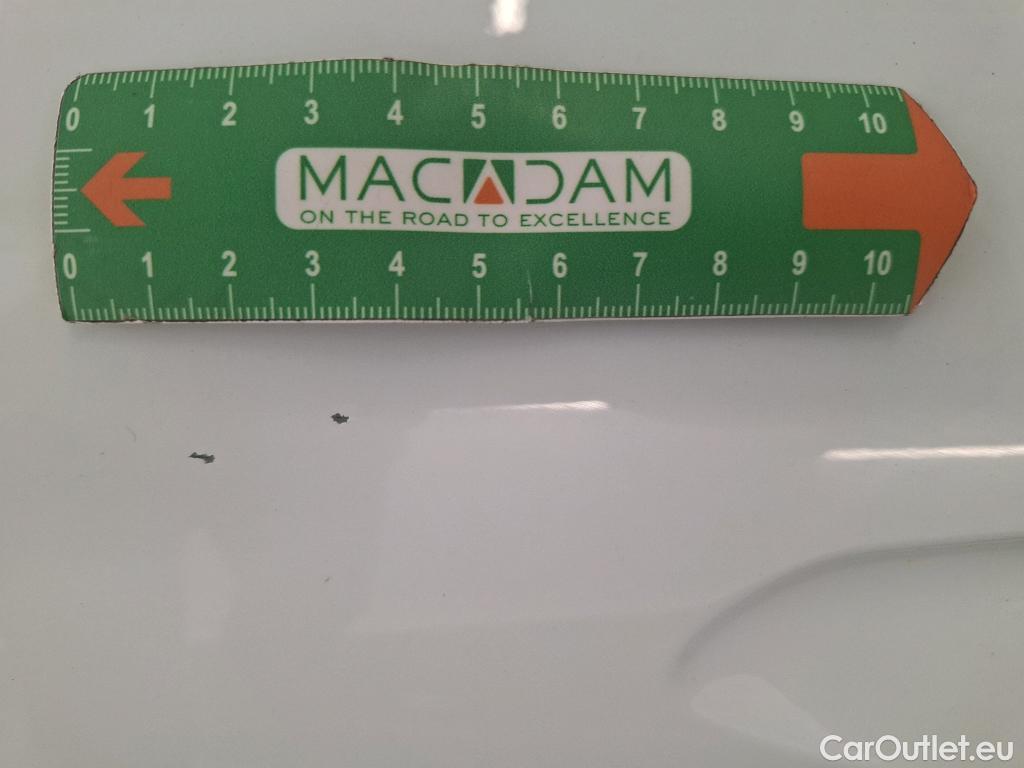 0 1 2 3 4 5 6 7 8 9 10
MACADAM
ON THE ROAD TO EXCELLENCE
0 1 2 3 4 5 6 7 8 9 10
CarOutlet.eu